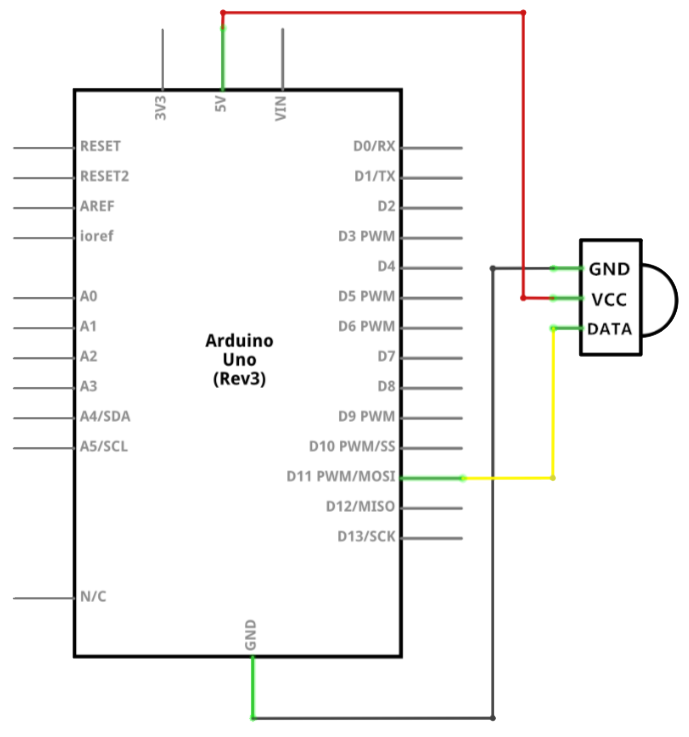 3V3
5V
VIN
RESET
RESET2
AREF
ioref
A0
A1
A2
A3
A4/SDA
A5/SCL
N/C
Arduino
Uno
(Rev3)
D0/RX
D1/TX
D2
D3 PWM
D4
D5 PWM
D6 PWM
D7
D8
D9 PWM
D10 PWM/SS
D11 PWM/MOSI
D12/MISO
D13/SCK
GND
GND
VCC
DATA